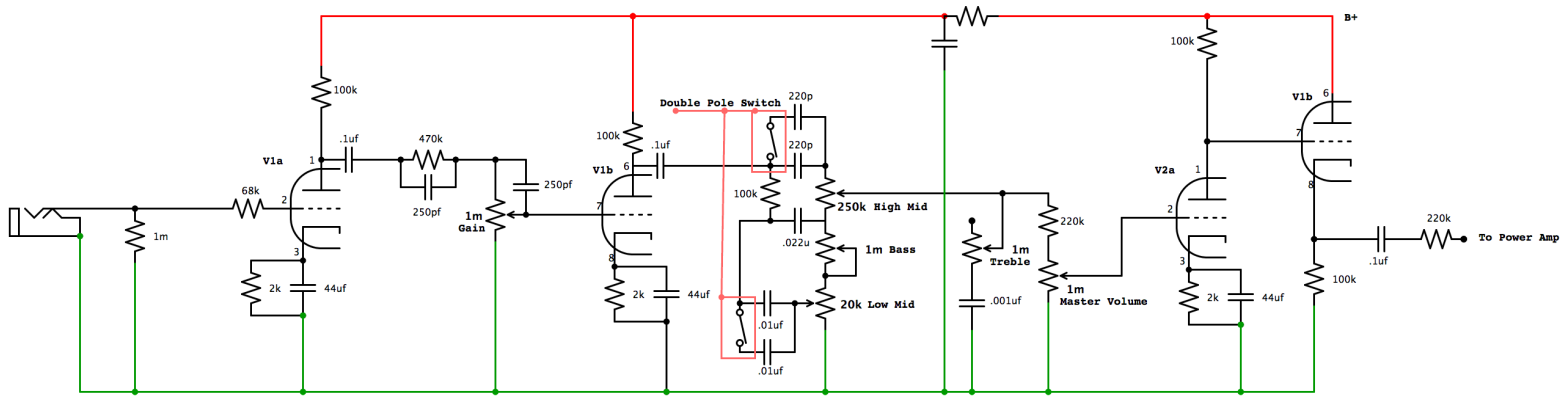 B+
100k
100k
V1b
6
Double Pole Switch
220p
.1uf
470k
100k
.1uf
220p
7
V1a
1
V1b
6
V2a
1
8
68k
2
250pf
250pf
100k
250k High Mid
2
1m
Gain
7
220k
220k
1m
3
.022u
1m Bass
1m
Treble
To Power Amp
.1uf
8
3
2k
44uf
2k
44uf
1m
Master Volume
2k
44uf
100k
20k Low Mid
.001uf
.01uf
.01uf